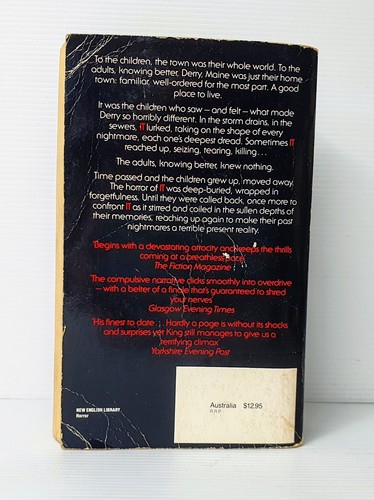 To the children, the town was their whole world. To the
adults, knowing better, Derry, Maine was just their home
town: familiar, well-ordered for the most part. A good
place to live.
It was the children who saw – and felt – what made
Derry so horribly different. In the storm drains, in the
sewers, IT lurked, taking on the shape of every
nightmare, each one's deepest dread. Sometimes IT
reached up, seizing, tearing, killing...
The adults, knowing better, knew nothing.
Time passed and the children grew up, moved away.
The horror of IT was deep-buried, wrapped in
forgetfulness. Until they were called back, once more to
confront IT as it stirred and coiled in the sullen depths of
their memories, reaching up again to make their past
nightmares a terrible present reality.
'Begins with a devastating atrocity and keeps the thrills
coming at a breathless pace'
The Fiction Magazine
'The compulsive narrative clicks smoothly into overdrive
– with a belter of a finale that's guaranteed to shred
your nerves'
Glasgow Evening Times
'His finest to date... Hardly a page is without its shocks
and surprises yet King still manages to give us a
terrifying climax'
Yorkshire Evening Post
Australia $12.95
R.R.P.
NEW ENGLISH LIBRARY
Horror